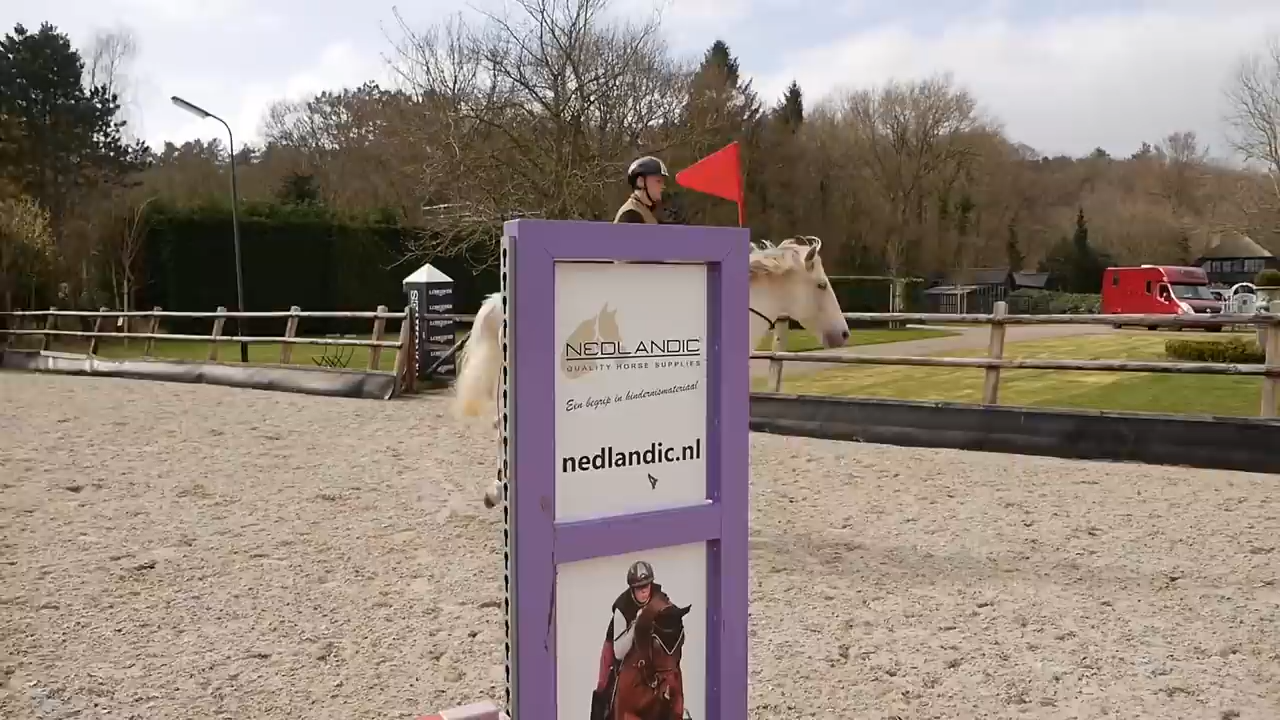 NEDLANDIC
QUALITY HORSE SUPPLIES
Een begrip in hindernismateriaal
nedlandic.nl